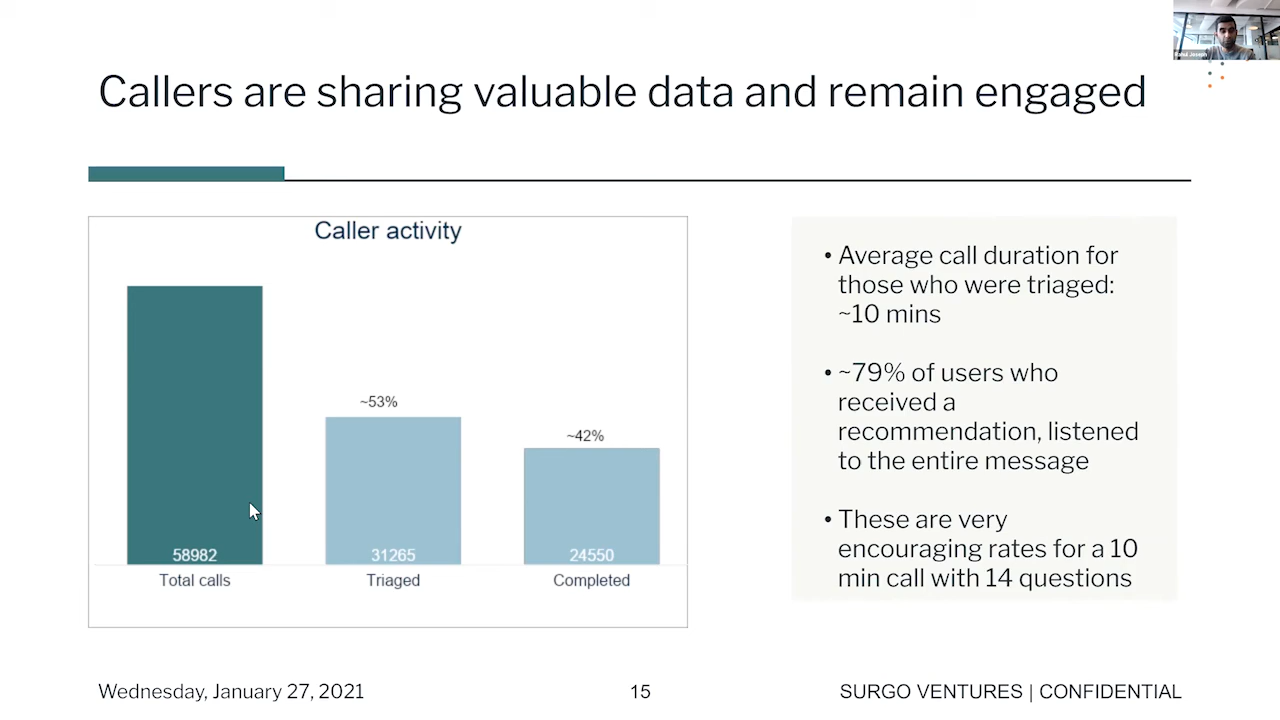 Rahul Joseph
Callers are sharing valuable data and remain engaged
Caller activity
~53%
~42%
58982
31265
24550
Total calls
Triaged
Completed
• Average call duration for
those who were triaged:
~10 mins
• ~79% of users who
received a
recommendation, listened
to the entire message
• These are very
encouraging rates for a 10
min call with 14 questions
Wednesday, January 27, 2021
15
SURGO VENTURES | CONFIDENTIAL